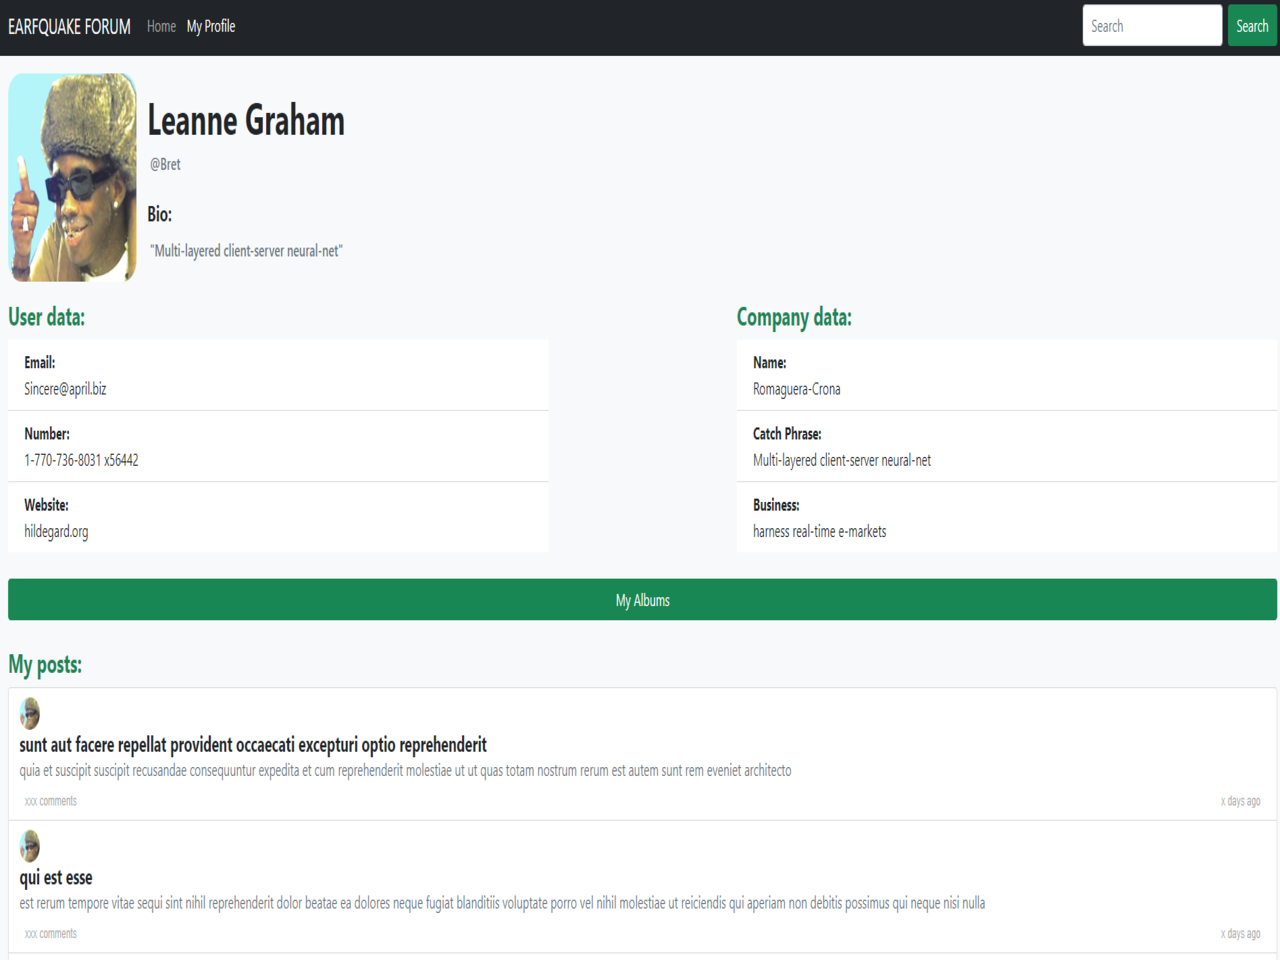 EARFQUAKE FORUM Home My Profile Search Search
Leanne Graham
@Bret
Bio:
"Multi-layered client-server neural-net"
User data:
Email:
Sincere@april.biz
Number:
1-770-736-8031 x56442
Website:
hildegard.org
Company data:
Name:
Romaguera-Crona
Catch Phrase:
Multi-layered client-server neural-net
Business:
harness real-time e-markets
My Albums
My posts:
sunt aut facere repellat provident occaecati excepturi optio reprehenderit
quia et suscipit suscipit recusandae consequuntur expedita et cum reprehenderit molestiae ut ut quas totam nostrum rerum est autem sunt rem eveniet architecto
xxx comments x days ago
qui est esse
est rerum tempore vitae sequi sint nihil reprehenderit dolor beatae ea dolores neque fugiat blanditiis voluptate porro vel nihil molestiae ut reiciendis qui aperiam non debitis possimus qui neque nisi nulla
xxx comments x days ago